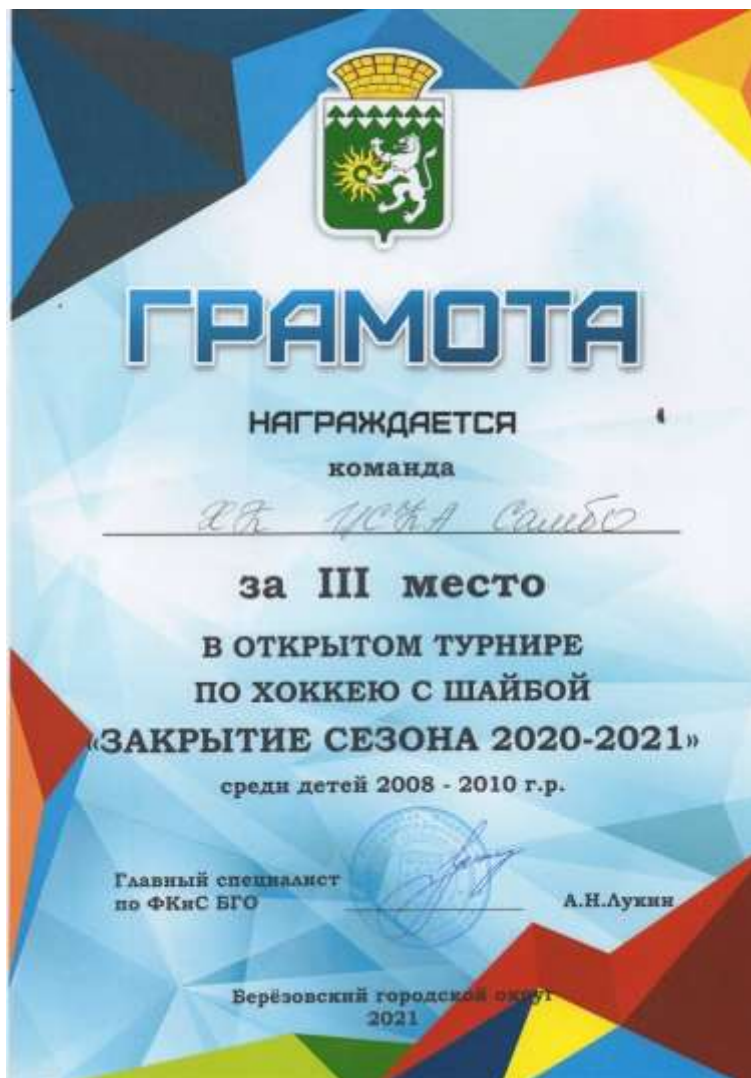 ГРАМОТА
НАГРАЖДАЕТСЯ
команда
ХК ЦСКА Самбо
за III место
В ОТКРЫТОМ ТУРНИРЕ
ПО ХОККЕЮ С ШАЙБОЙ
«ЗАКРЫТИЕ СЕЗОНА 2020-2021»
среди детей 2008 - 2010 г.р.
Главный специалист
по ФКиС БГО А.Н.Лукин
Берёзовский городской округ
2021